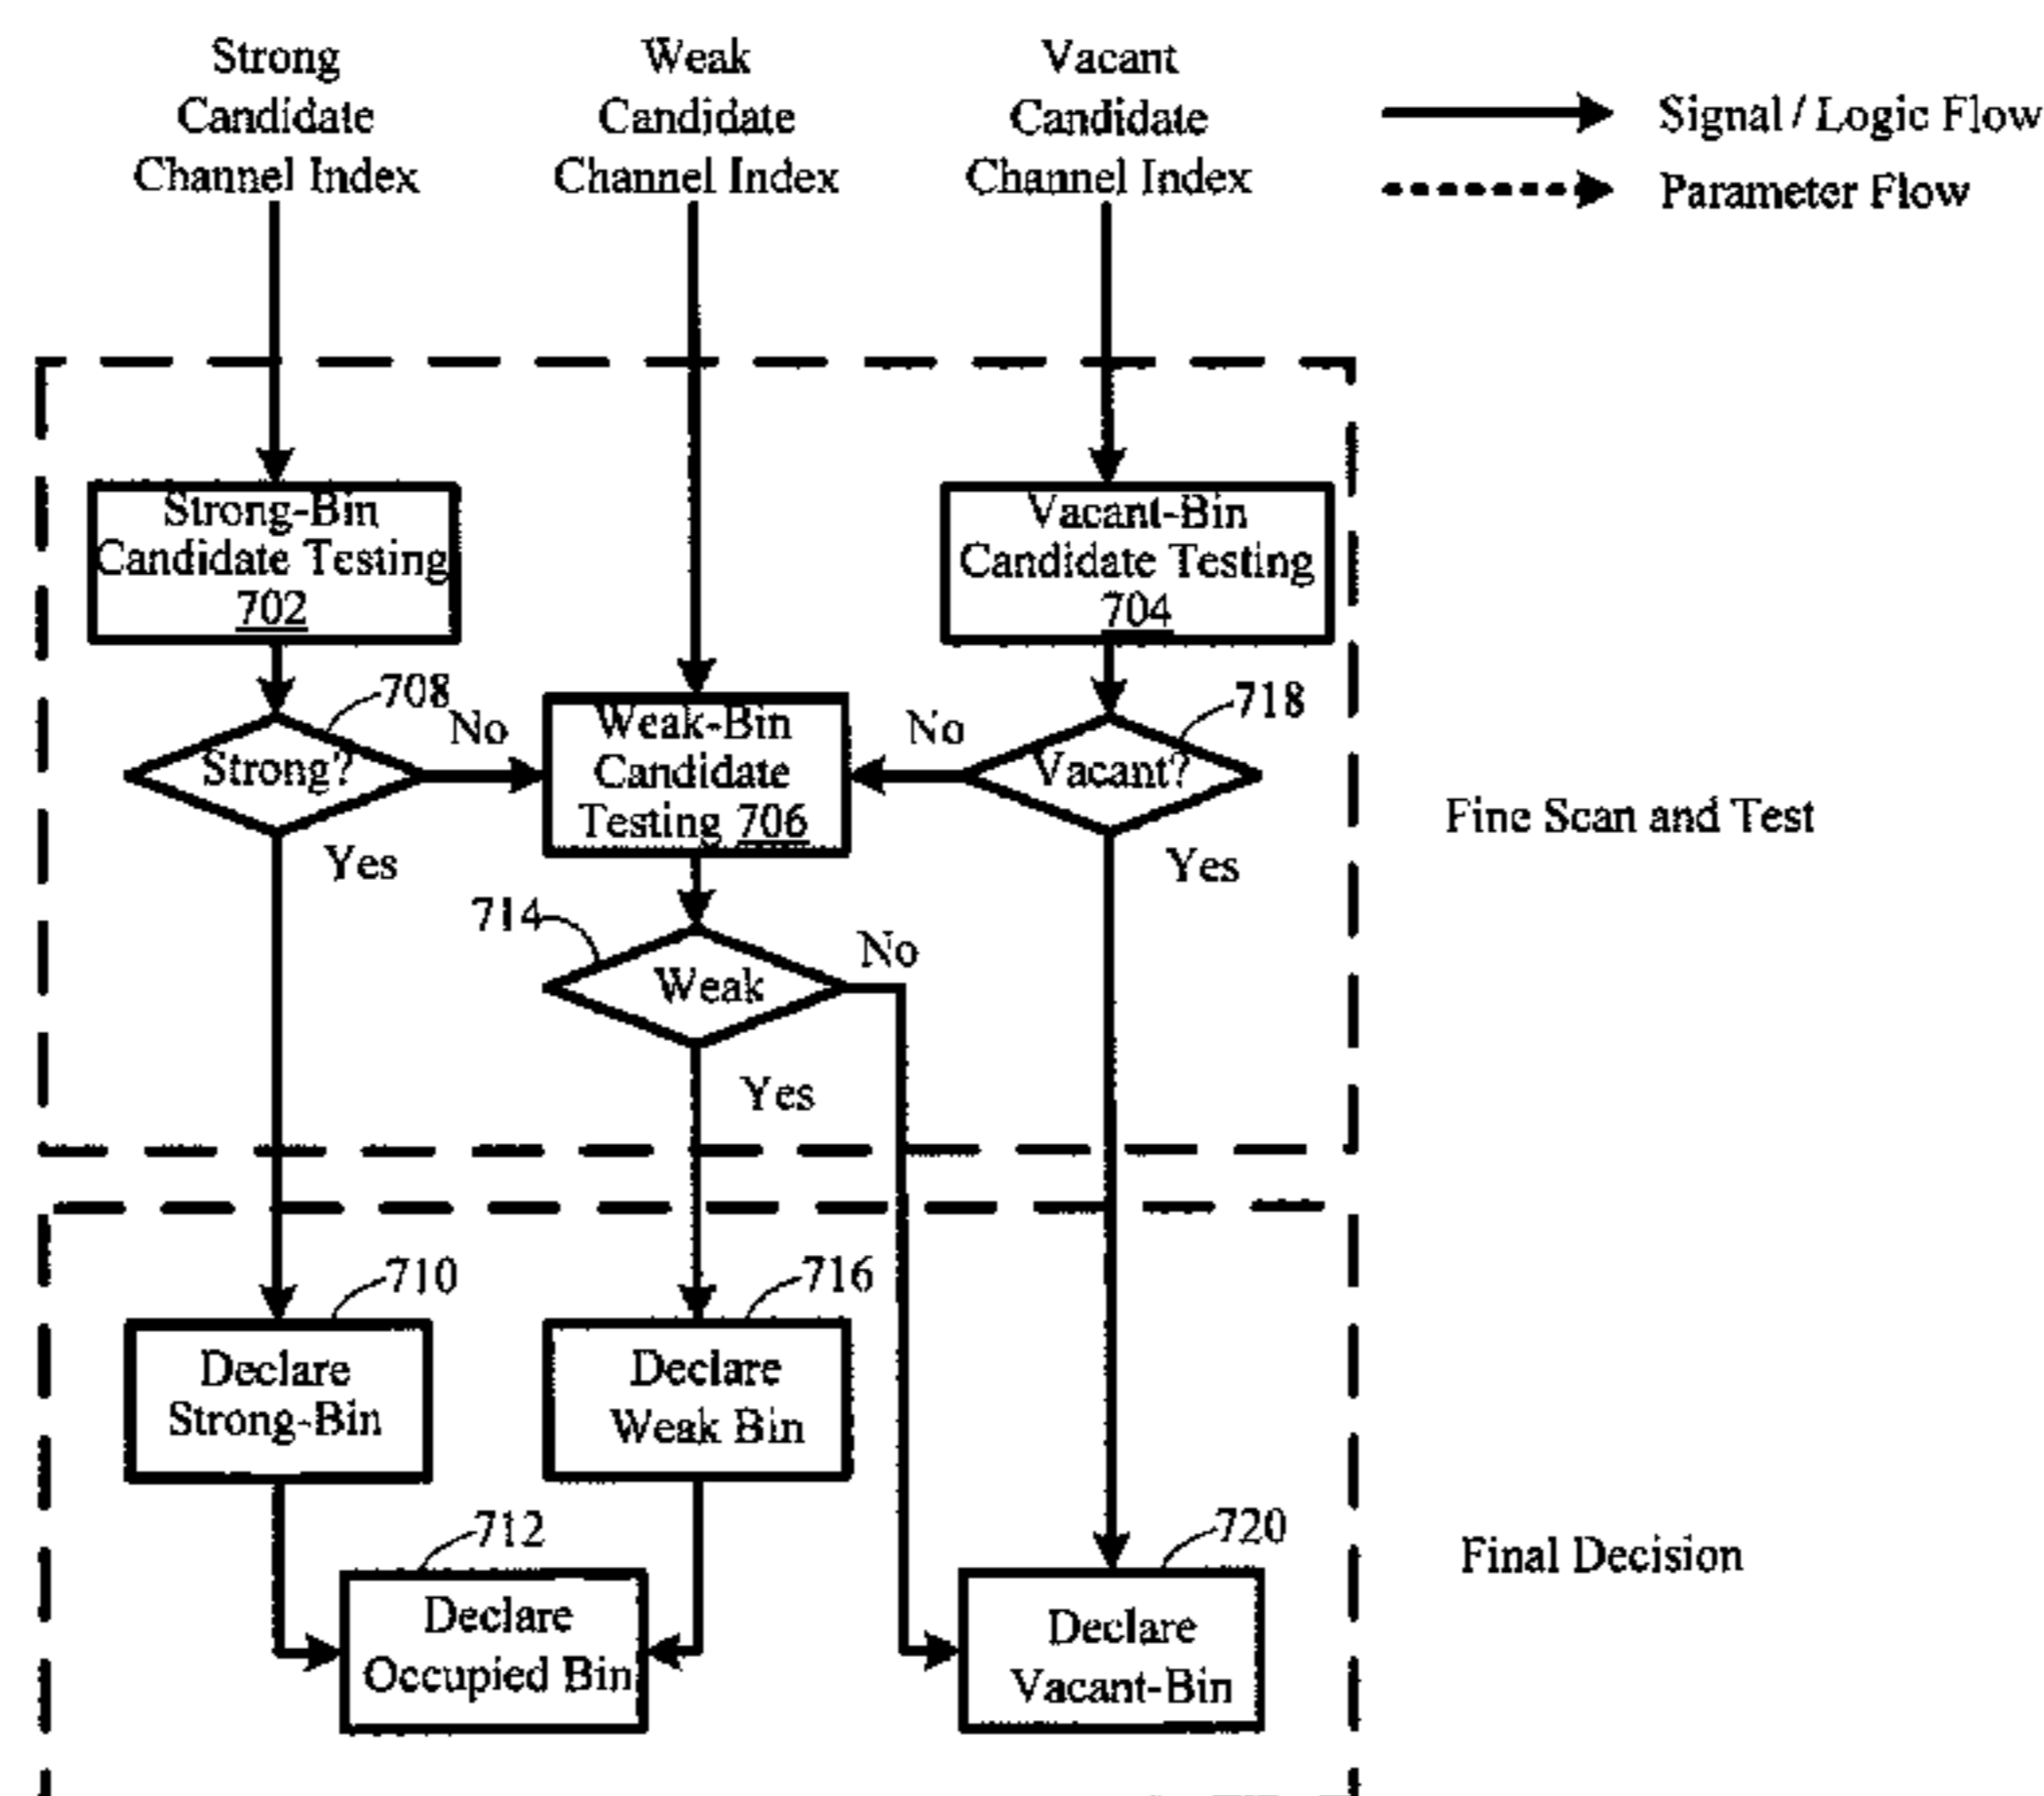 Strong
Candidate
Channel Index
Weak
Candidate
Channel Index
Vacant
Candidate
Channel Index
Signal / Logic Flow
Parameter Flow
Strong-Bin
Candidate Testing
702
Vacant-Bin
Candidate Testing
704
708
Strong?
No
Yes
Weak-Bin
Candidate
Testing 706
718
Vacant?
No
Yes
Fine Scan and Test
714
Weak
No
Yes
710
Declare
Strong-Bin
716
Declare
Weak Bin
712
Declare
Occupied Bin
720
Declare
Vacant-Bin
Final Decision